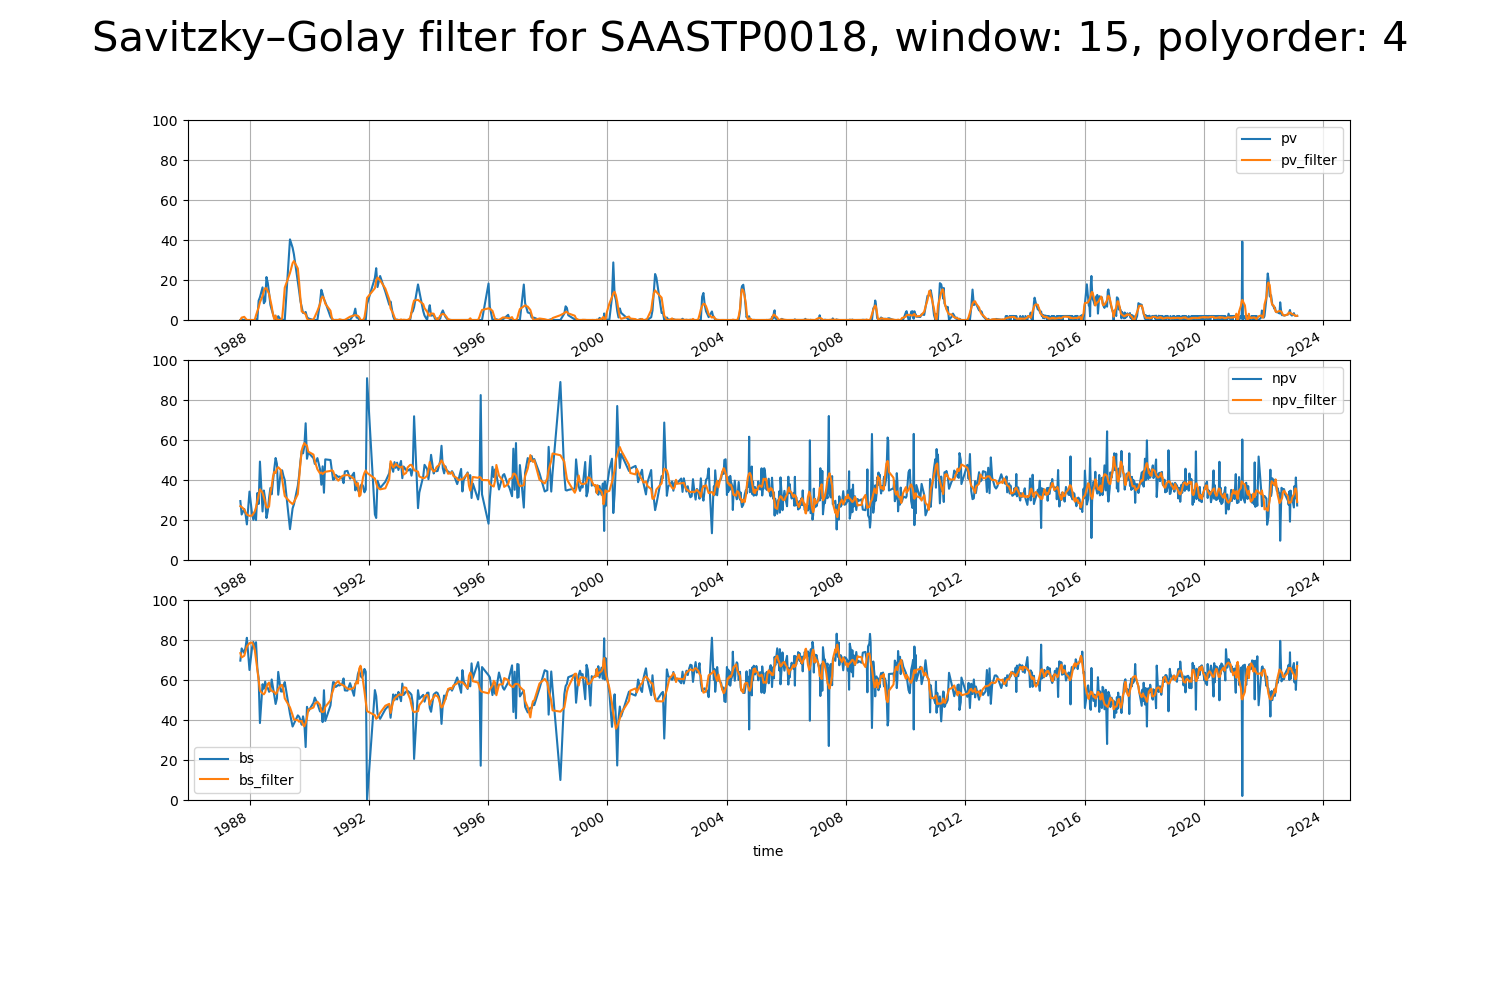 Savitzky–Golay filter for SAASTP0018, window: 15, polyorder: 4
100
80
60
40
20
0
pv
pv_filter
1988 1992 1996 2000 2004 2008 2012 2016 2020 2024
100
80
60
40
20
0
npv
npv_filter
1988 1992 1996 2000 2004 2008 2012 2016 2020 2024
100
80
60
40
20
0
bs
bs_filter
1988 1992 1996 2000 2004 2008 2012 2016 2020 2024
time